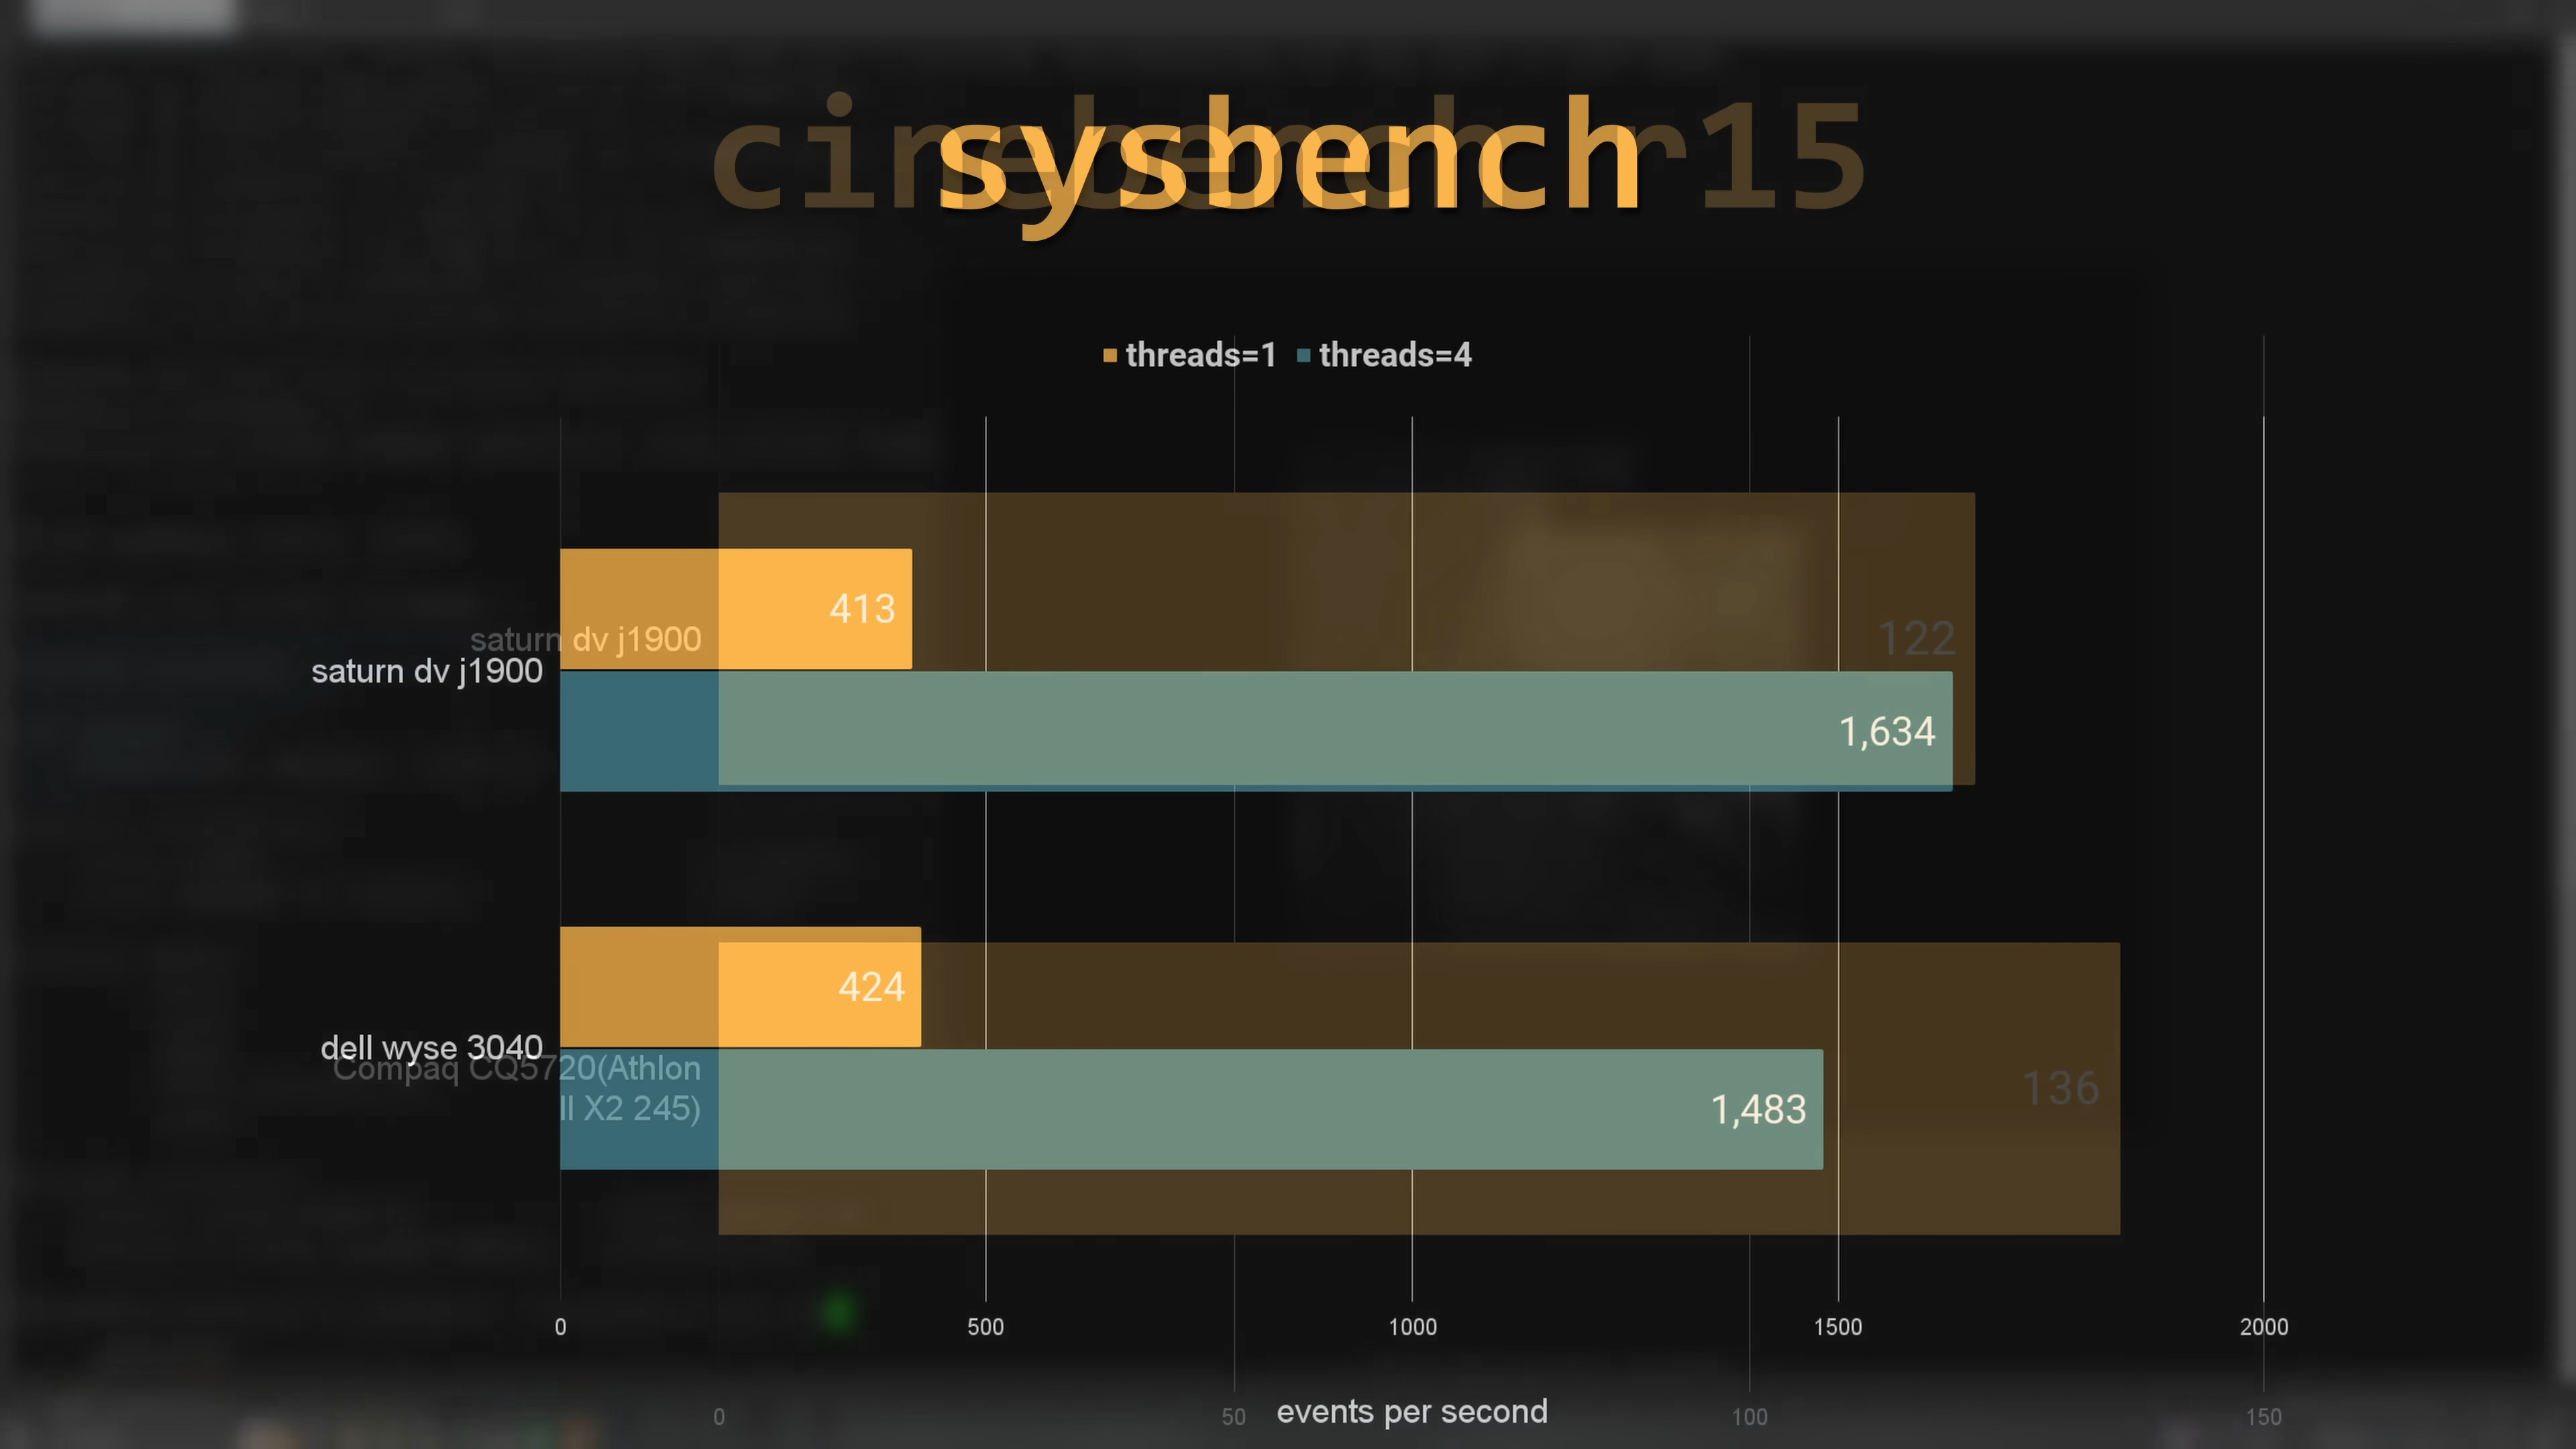 cinebench r15
sysbench
threads=1 threads=4
413
saturn dv j1900
122
saturn dv j1900
1,634
424
dell wyse 3040
Compaq CQ5720(Athlon
II X2 245)
136
1,483
0 500 1000 1500 2000
events per second
0 50 100 150